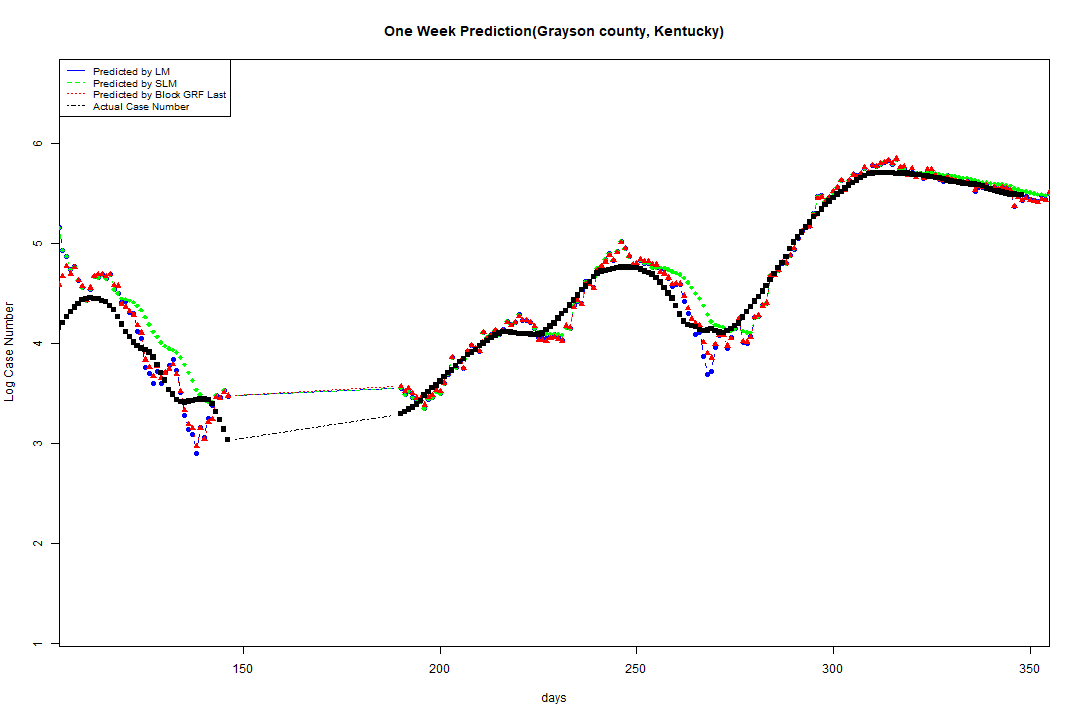 One Week Prediction(Grayson county, Kentucky)
Predicted by LM
Predicted by SLM
Predicted by Block GRF Last
Actual Case Number
6
5
4
3
2
1
Log Case Number
150 200 250 300 350
days